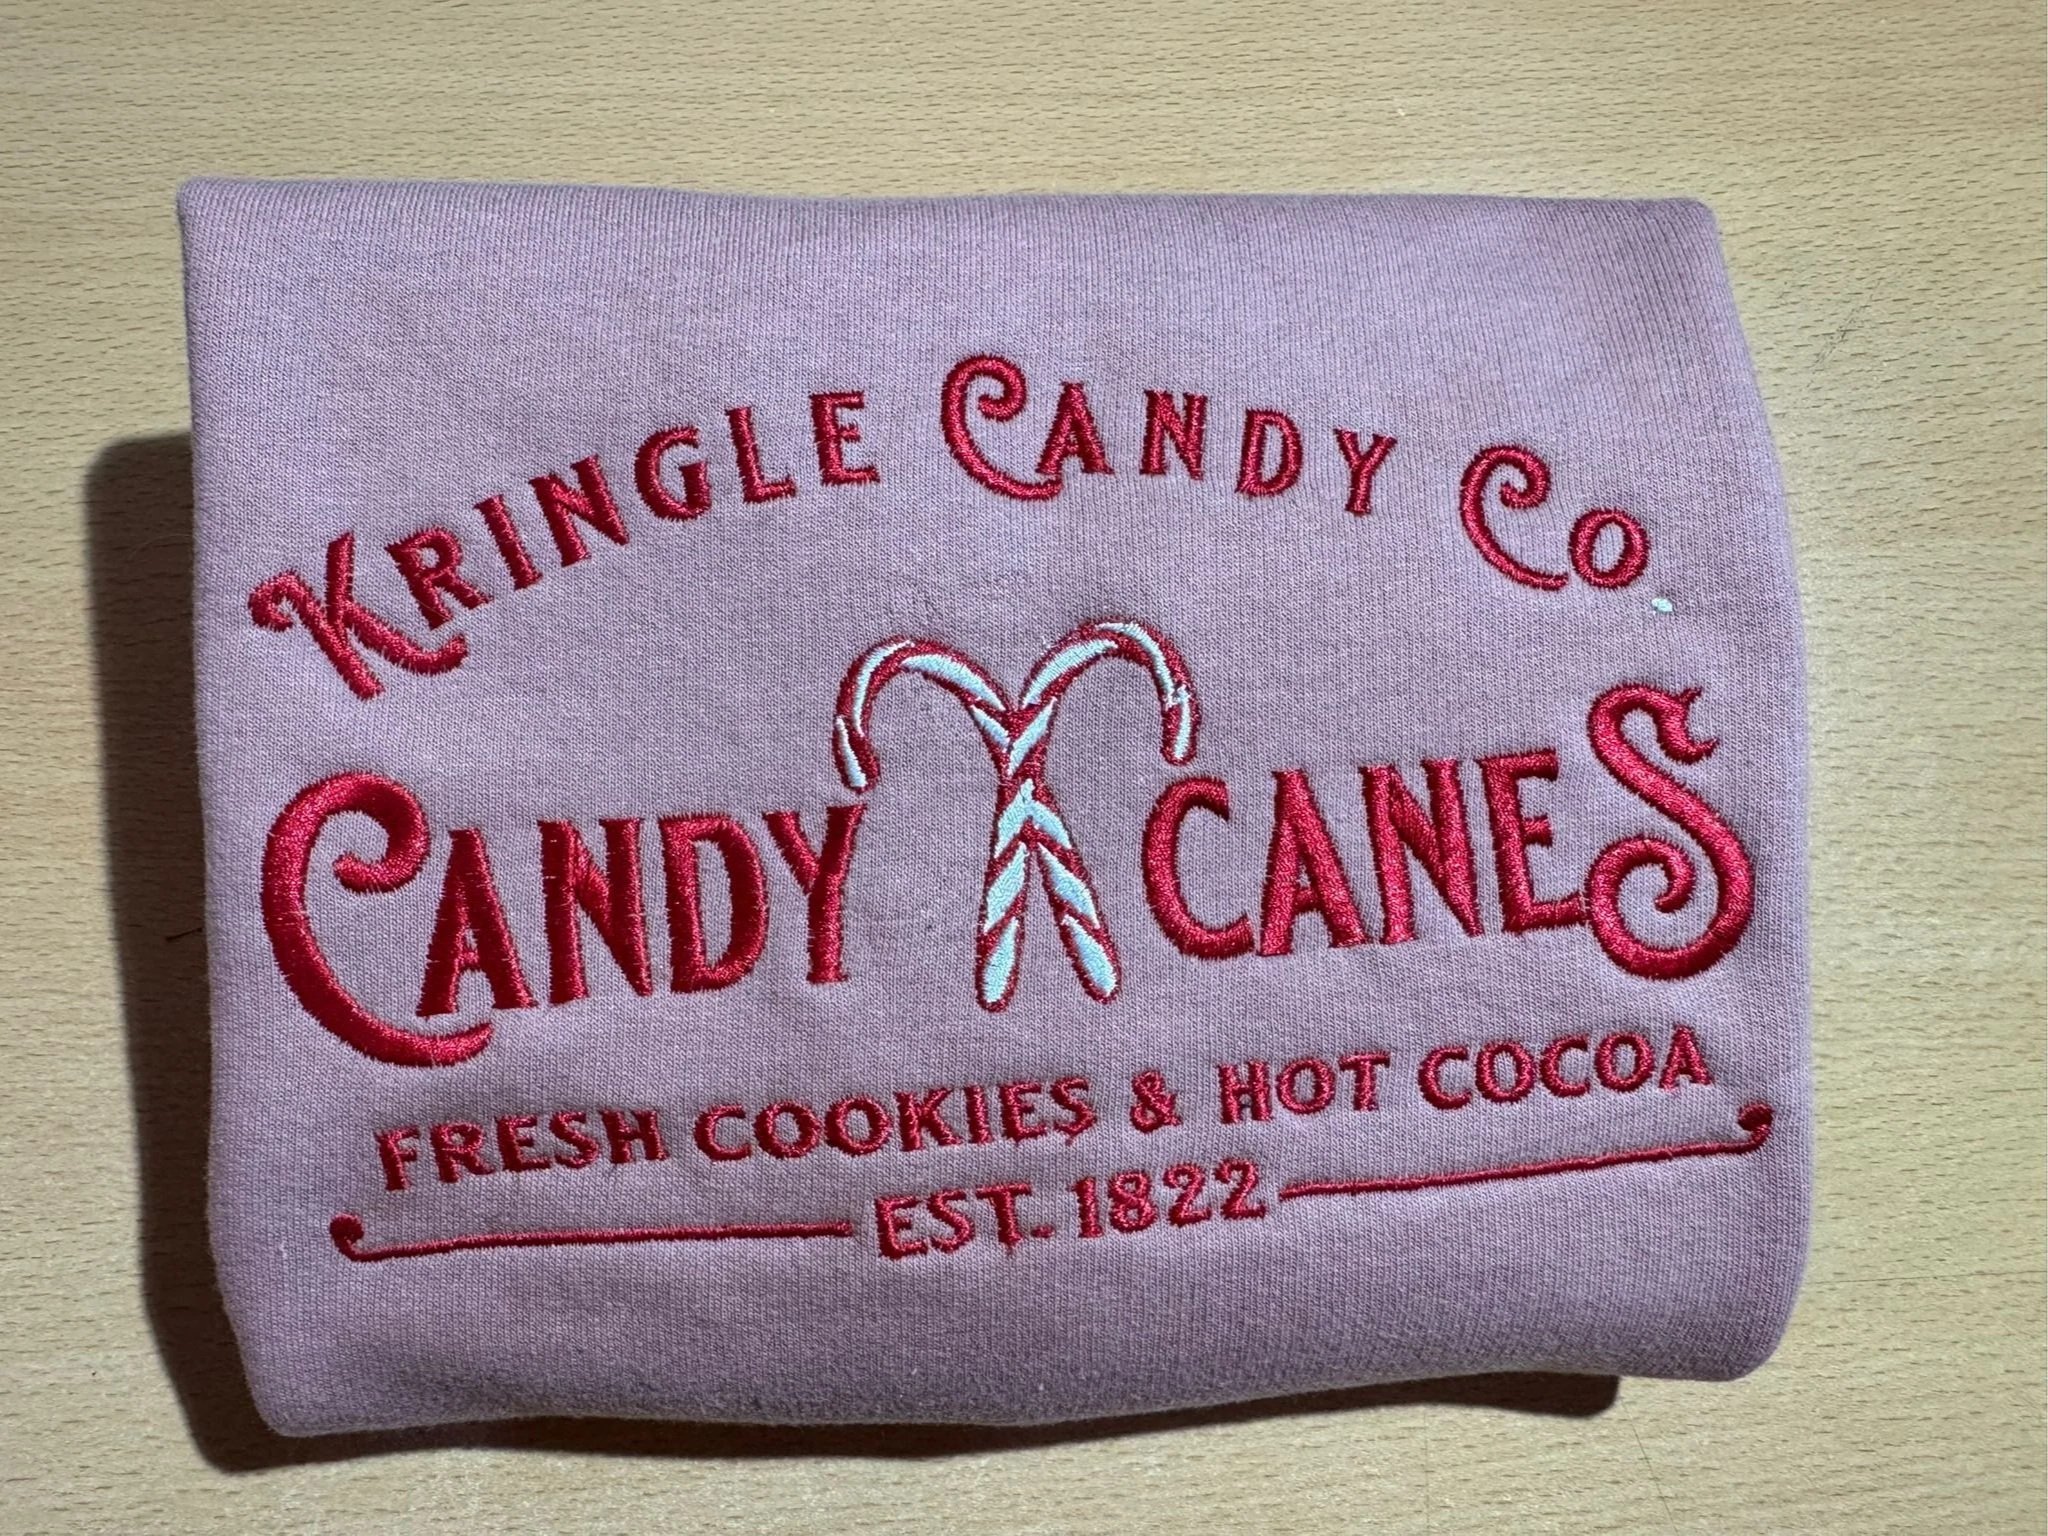 Kringle Candy Co.
Candy Canes
FRESH COOKIES & HOT COCOA
EST. 1822